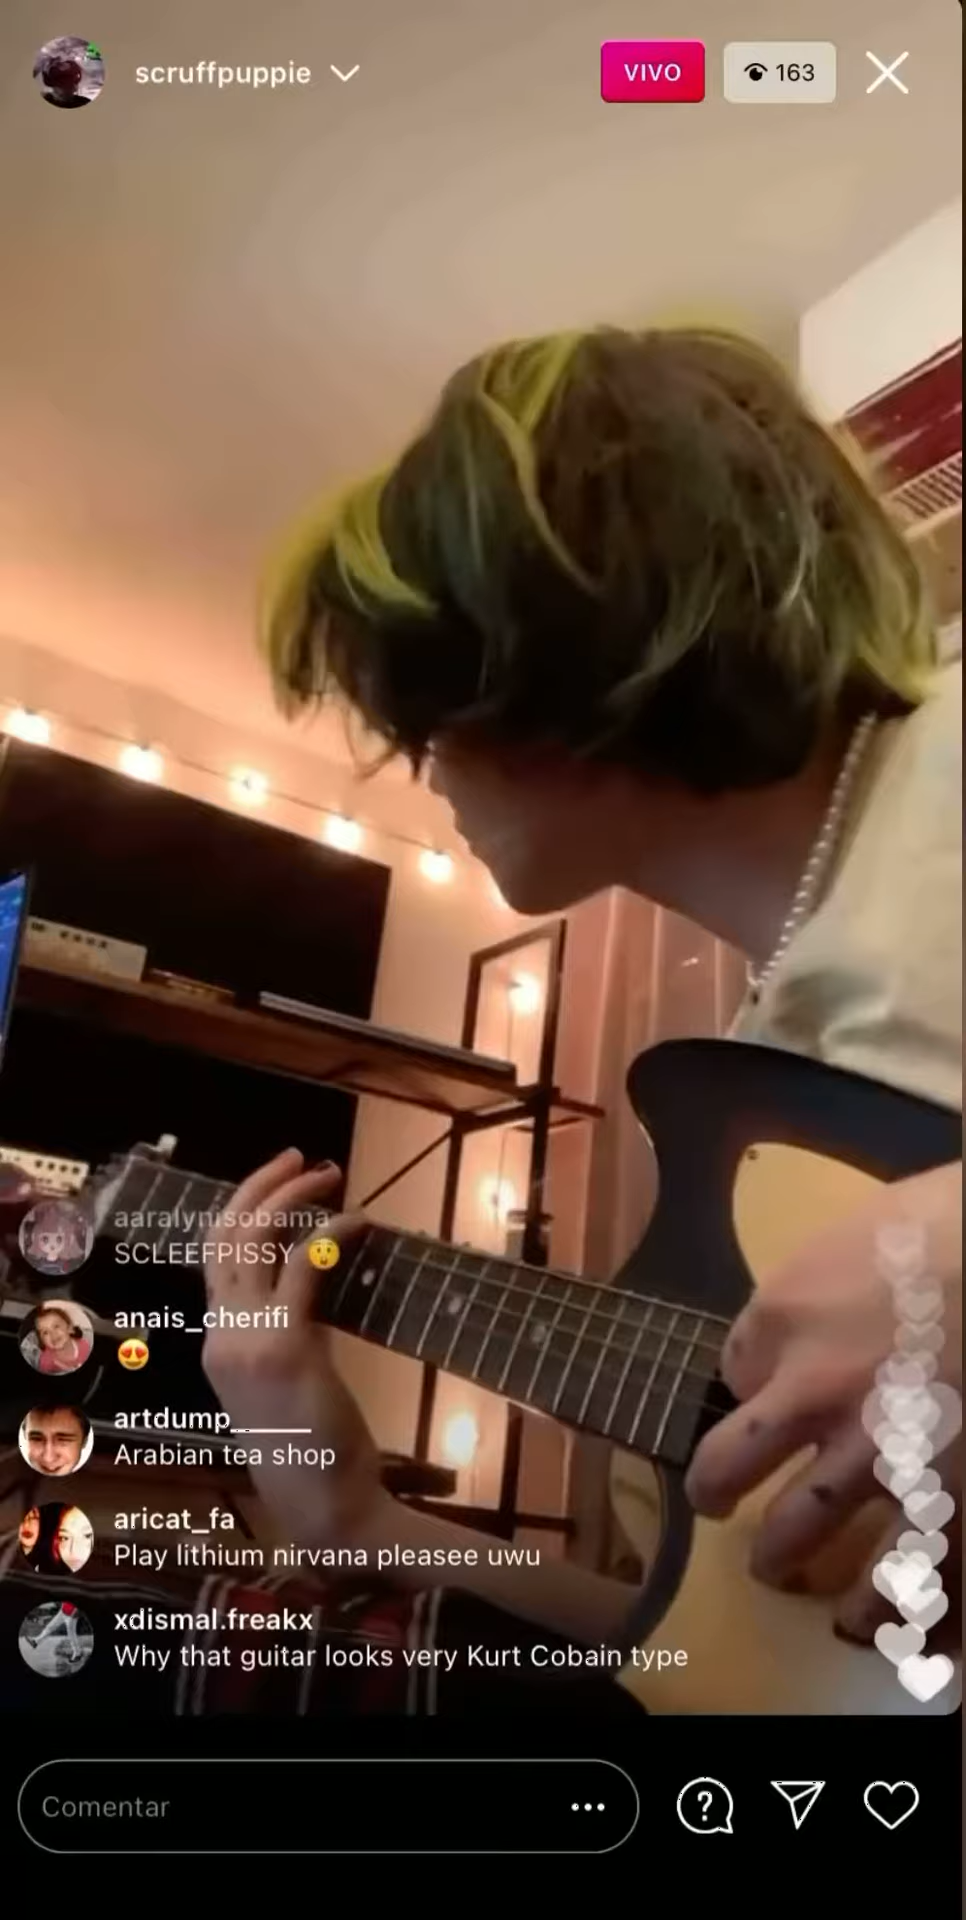 scruffpuppie
VIVO
163
aaralynisobama
SCLEEFPISSY 😲
anais_cherifi
😍
artdump______
Arabian tea shop
aricat_fa
Play lithium nirvana pleasee uwu
xdismal.freakx
Why that guitar looks very Kurt Cobain type
Comentar